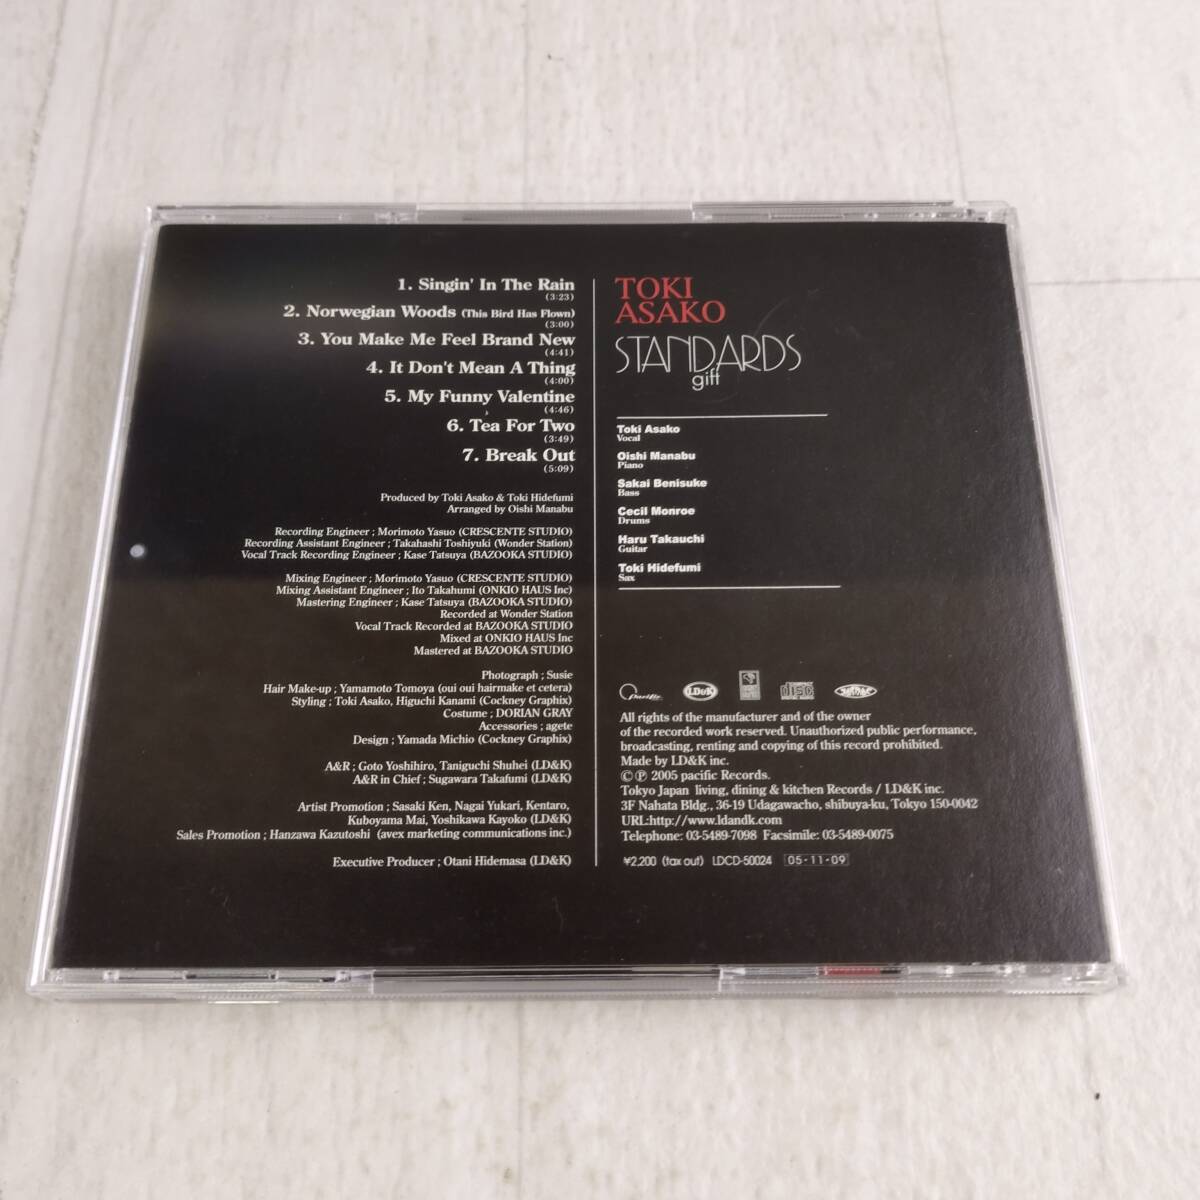 1. Singin' In The Rain
(3:23)
2. Norwegian Woods (This Bird Has Flown)
(3:00)
3. You Make Me Feel Brand New
(4:41)
4. It Don't Mean A Thing
(4:00)
5. My Funny Valentine
(4:46)
6. Tea For Two
(3:49)
7. Break Out
(5:09)
Produced by Toki Asako & Toki Hidefumi
Arranged by Oishi Manabu
Recording Engineer ; Morimoto Yasuo (CRESCENTE STUDIO)
Recording Assistant Engineer ; Takahashi Toshiyuki (Wonder Station)
Vocal Track Recording Engineer ; Kase Tatsuya (BAZOOKA STUDIO)
Mixing Engineer ; Morimoto Yasuo (CRESCENTE STUDIO)
Mixing Assistant Engineer ; Ito Takahumi (ONKIO HAUS Inc)
Mastering Engineer ; Kase Tatsuya (BAZOOKA STUDIO)
Recorded at Wonder Station
Vocal Track Recorded at BAZOOKA STUDIO
Mixed at ONKIO HAUS Inc
Mastered at BAZOOKA STUDIO
Photograph ; Susie
Hair Make-up ; Yamamoto Tomoya (oui oui hairmake et cetera)
Styling ; Toki Asako, Higuchi Kanami (Cockney Graphix)
Costume ; DORIAN GRAY
Accessories ; agete
Design ; Yamada Michio (Cockney Graphix)
A&R ; Goto Yoshihiro, Taniguchi Shuhei (LD&K)
A&R in Chief ; Sugawara Takafumi (LD&K)
Artist Promotion ; Sasaki Ken, Nagai Yukari, Kentaro,
Kuboyama Mai, Yoshikawa Kayoko (LD&K)
Sales Promotion ; Hanzawa Kazutoshi (avex marketing communications inc.)
Executive Producer ; Otani Hidemasa (LD&K)
TOKI
ASAKO
STANDARDS
gift
Toki Asako
Vocal
Oishi Manabu
Piano
Sakai Benisuke
Bass
Cecil Monroe
Drums
Haru Takauchi
Guitar
Toki Hidefumi
Sax
Pacific LD&K disc
All rights of the manufacturer and of the owner
of the recorded work reserved. Unauthorized public performance,
broadcasting, renting and copying of this record prohibited.
Made by LD&K inc.
© ℗ 2005 pacific Records.
Tokyo Japan living, dining & kitchen Records / LD&K inc.
3F Nahata Bldg., 36-19 Udagawacho, shibuya-ku, Tokyo 150-0042
URL:http://www.ldandk.com
Telephone: 03-5489-7098 Facsimile: 03-5489-0075
¥2,200 (tax out) LDCD-50024 05-11-09